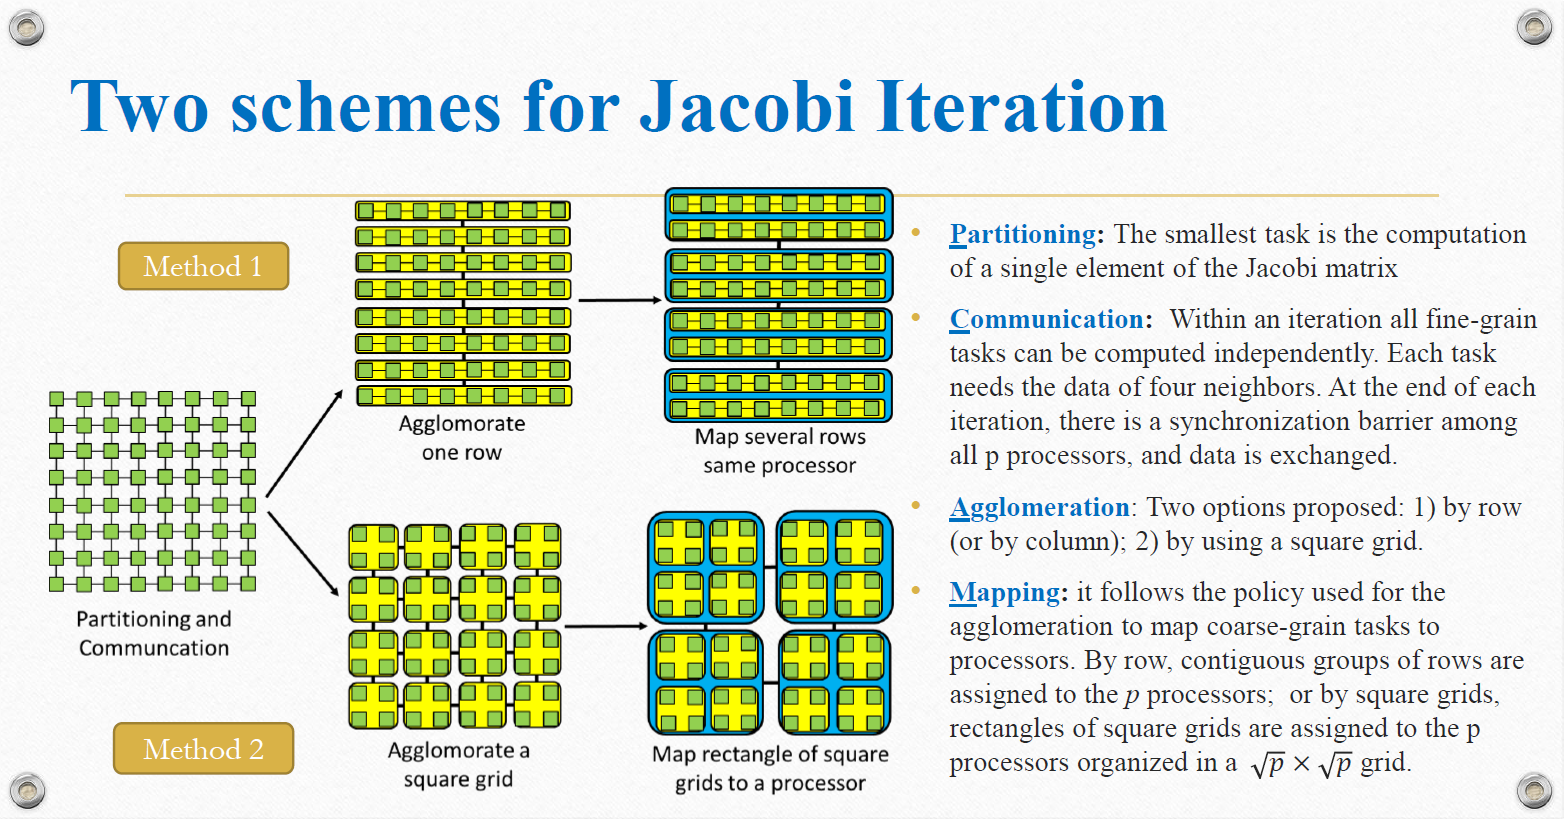 Two schemes for Jacobi Iteration
Method 1
Agglomorate
one row
Map several rows
same processor
Partitioning and
Communcation
Method 2
Agglomorate a
square grid
Map rectangle of square
grids to a processor
• Partitioning: The smallest task is the computation
of a single element of the Jacobi matrix
• Communication: Within an iteration all fine-grain
tasks can be computed independently. Each task
needs the data of four neighbors. At the end of each
iteration, there is a synchronization barrier among
all p processors, and data is exchanged.
• Agglomeration: Two options proposed: 1) by row
(or by column); 2) by using a square grid.
• Mapping: it follows the policy used for the
agglomeration to map coarse-grain tasks to
processors. By row, contiguous groups of rows are
assigned to the p processors; or by square grids,
rectangles of square grids are assigned to the p
processors organized in a √p × √p grid.